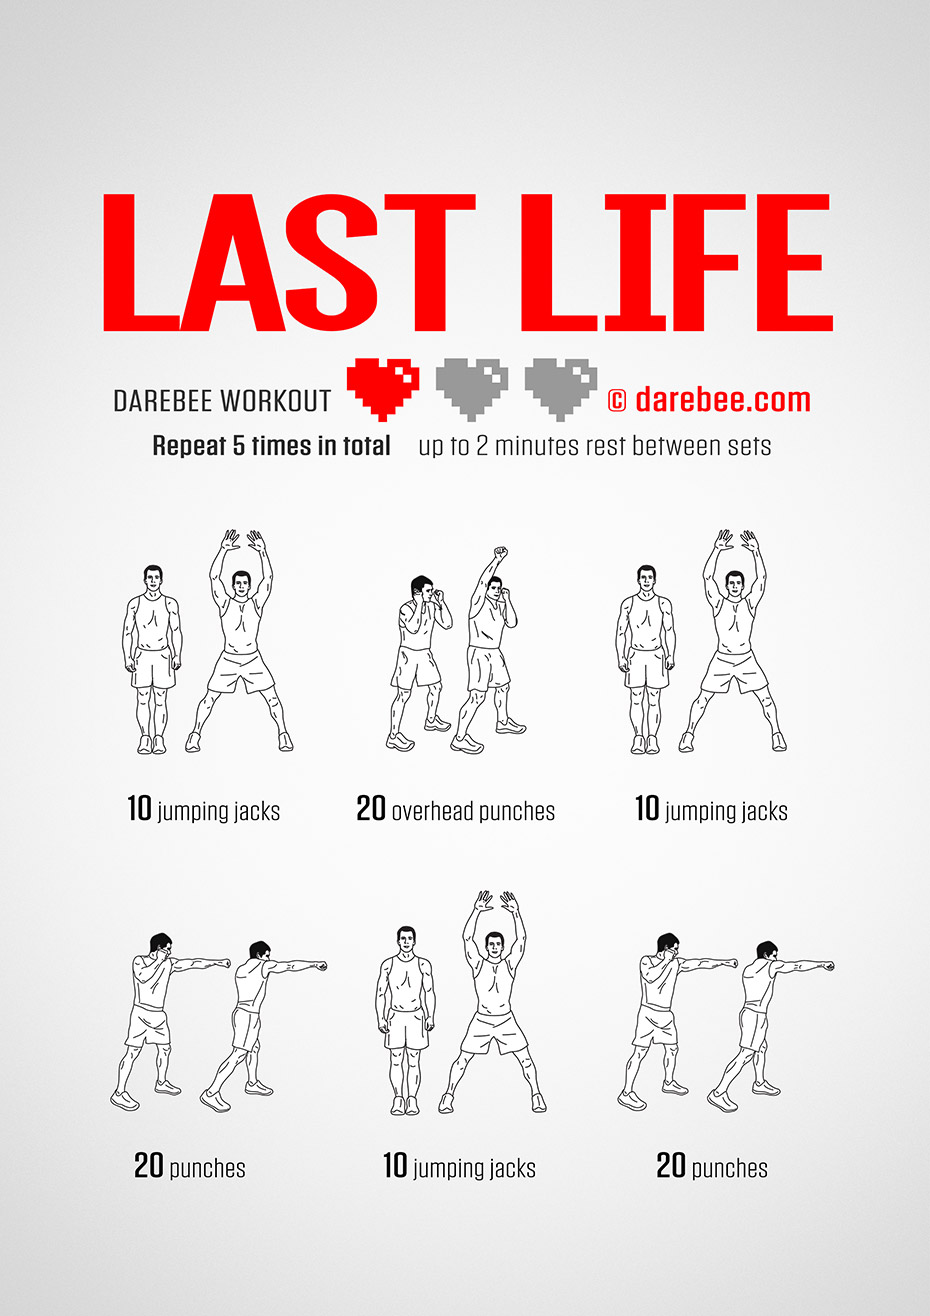 LAST LIFE
DAREBEE WORKOUT © darebee.com
Repeat 5 times in total up to 2 minutes rest between sets
10 jumping jacks 20 overhead punches 10 jumping jacks
20 punches 10 jumping jacks 20 punches